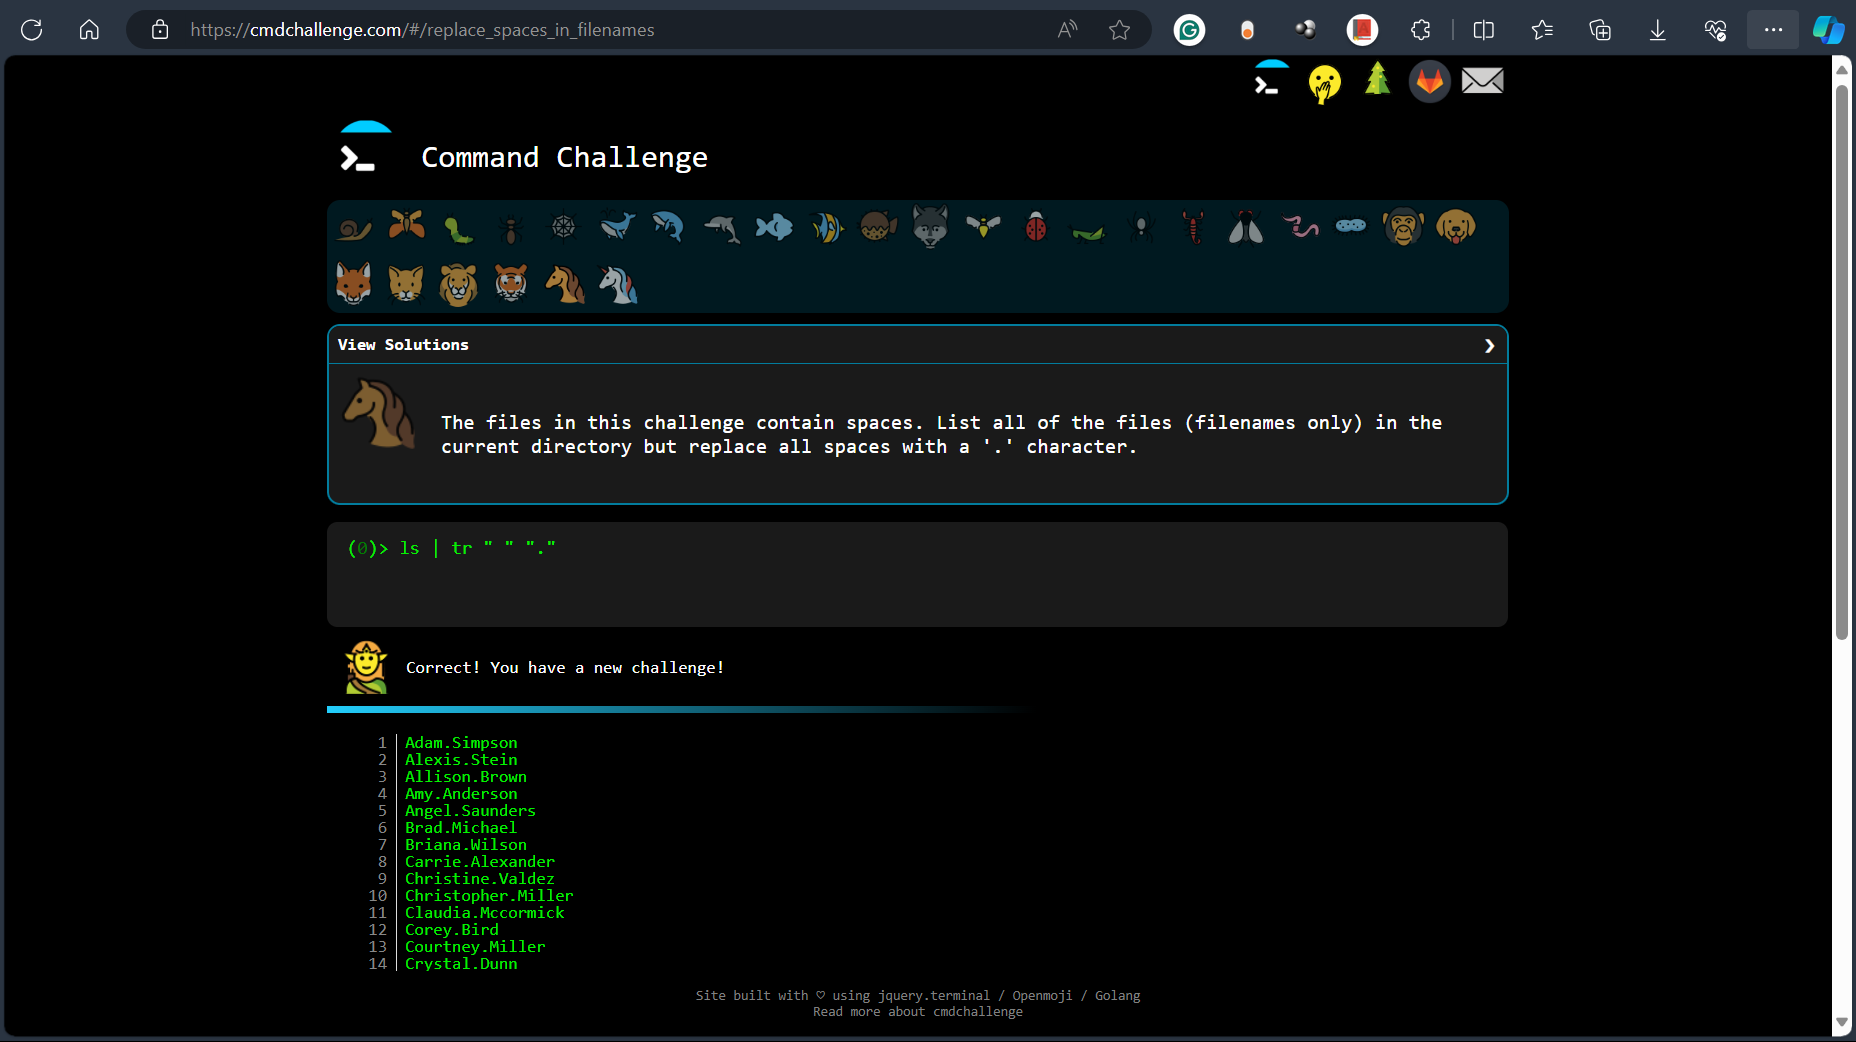 https://cmdchallenge.com/#/replace_spaces_in_filenames
Command Challenge
View Solutions
The files in this challenge contain spaces. List all of the files (filenames only) in the
current directory but replace all spaces with a '.' character.
(0)> ls | tr " " "."
Correct! You have a new challenge!
1 Adam.Simpson
2 Alexis.Stein
3 Allison.Brown
4 Amy.Anderson
5 Angel.Saunders
6 Brad.Michael
7 Briana.Wilson
8 Carrie.Alexander
9 Christine.Valdez
10 Christopher.Miller
11 Claudia.Mccormick
12 Corey.Bird
13 Courtney.Miller
14 Crystal.Dunn
Site built with ♡ using jquery.terminal / Openmoji / Golang
Read more about cmdchallenge